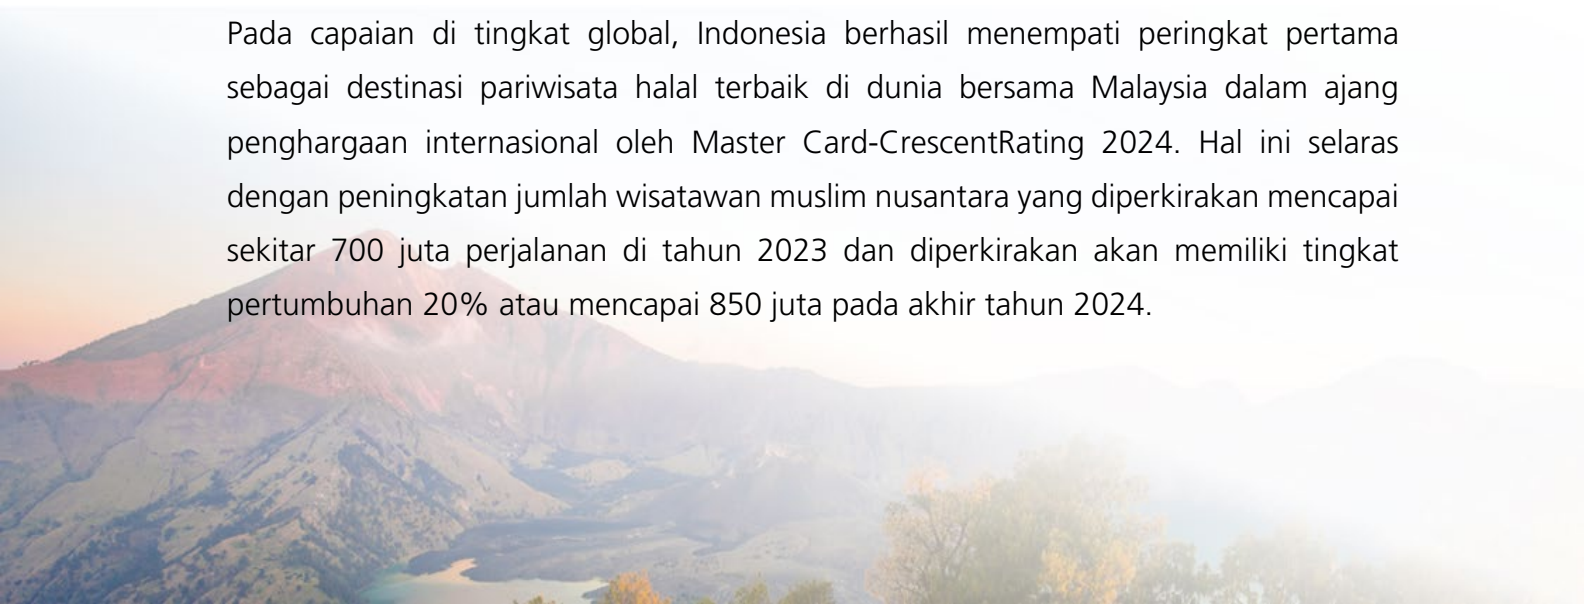 Pada capaian di tingkat global, Indonesia berhasil menempati peringkat pertama
sebagai destinasi pariwisata halal terbaik di dunia bersama Malaysia dalam ajang
penghargaan internasional oleh Master Card-CrescentRating 2024. Hal ini selaras
dengan peningkatan jumlah wisatawan muslim nusantara yang diperkirakan mencapai
sekitar 700 juta perjalanan di tahun 2023 dan diperkirakan akan memiliki tingkat
pertumbuhan 20% atau mencapai 850 juta pada akhir tahun 2024.